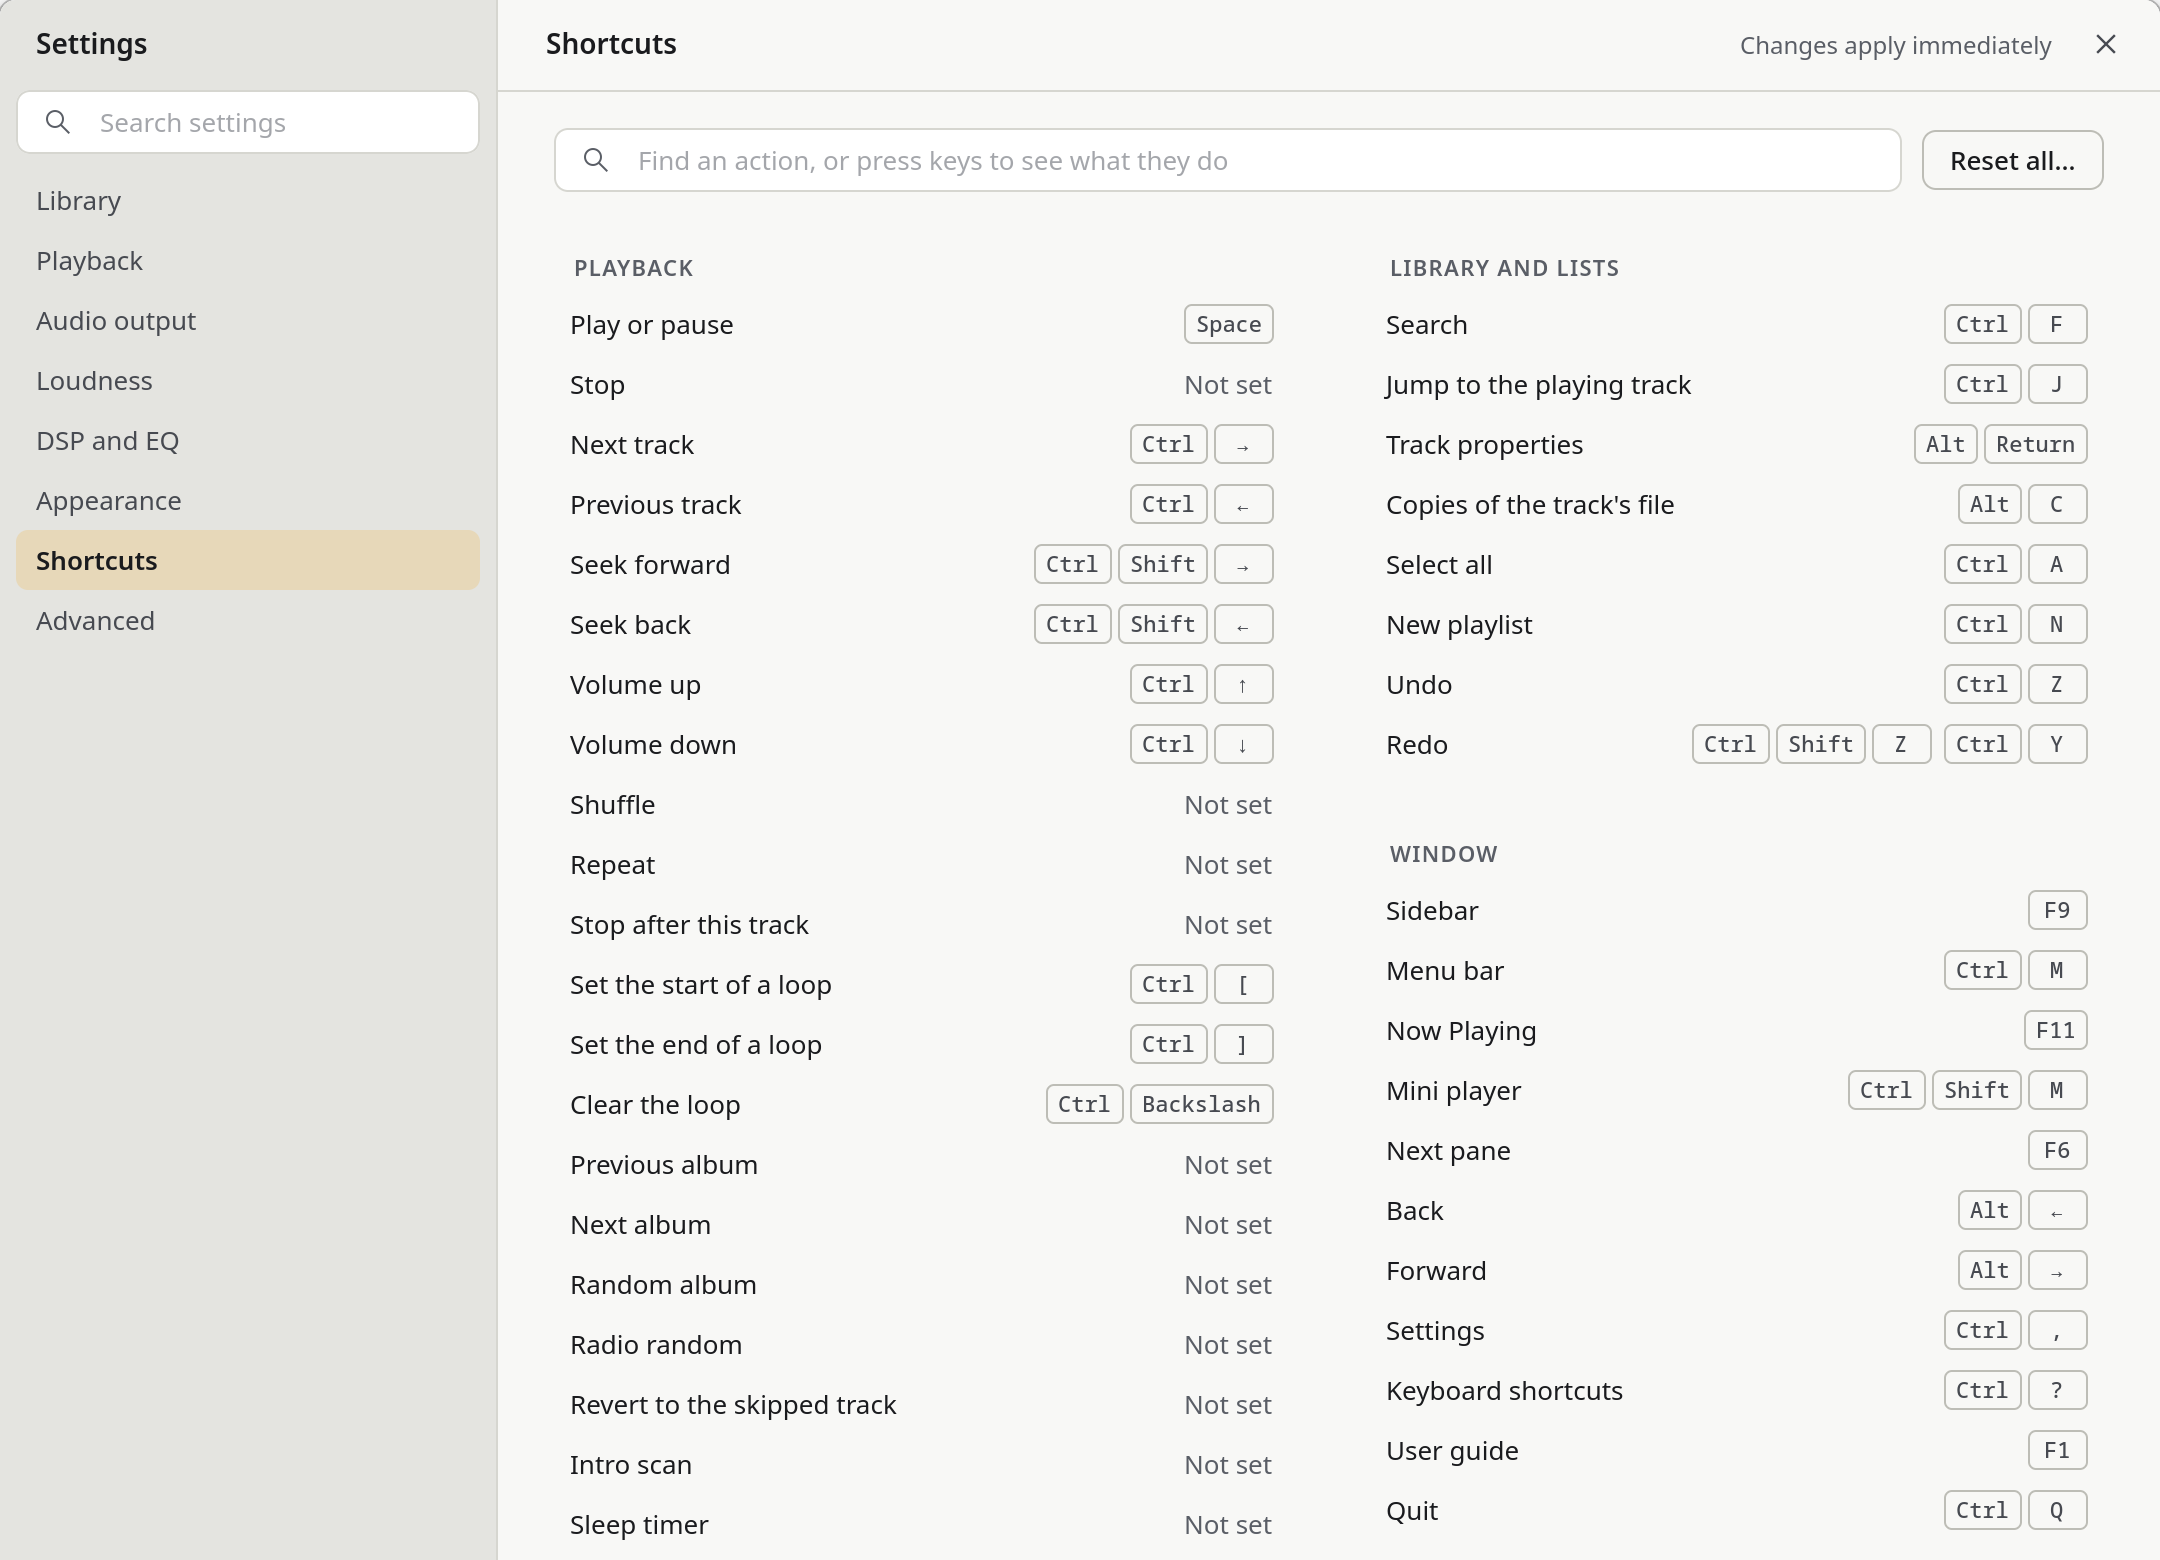 Settings
Search settings
Library
Playback
Audio output
Loudness
DSP and EQ
Appearance
Shortcuts
Advanced
Shortcuts
Changes apply immediately
Find an action, or press keys to see what they do
Reset all...
PLAYBACK
Play or pause Space
Stop Not set
Next track Ctrl →
Previous track Ctrl ←
Seek forward Ctrl Shift →
Seek back Ctrl Shift ←
Volume up Ctrl ↑
Volume down Ctrl ↓
Shuffle Not set
Repeat Not set
Stop after this track Not set
Set the start of a loop Ctrl [
Set the end of a loop Ctrl ]
Clear the loop Ctrl Backslash
Previous album Not set
Next album Not set
Random album Not set
Radio random Not set
Revert to the skipped track Not set
Intro scan Not set
Sleep timer Not set
LIBRARY AND LISTS
Search Ctrl F
Jump to the playing track Ctrl J
Track properties Alt Return
Copies of the track's file Alt C
Select all Ctrl A
New playlist Ctrl N
Undo Ctrl Z
Redo Ctrl Shift Z Ctrl Y
WINDOW
Sidebar F9
Menu bar Ctrl M
Now Playing F11
Mini player Ctrl Shift M
Next pane F6
Back Alt ←
Forward Alt →
Settings Ctrl ,
Keyboard shortcuts Ctrl ?
User guide F1
Quit Ctrl Q